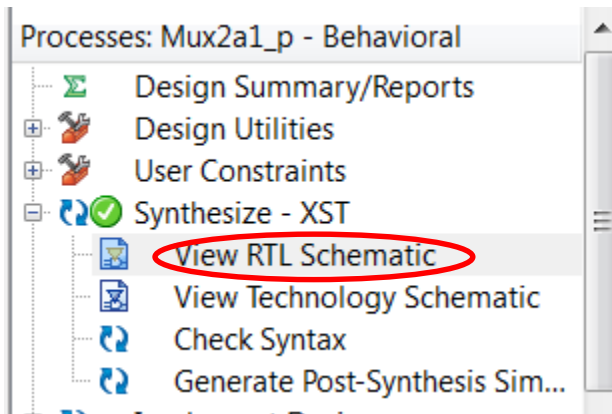 Processes: Mux2a1_p - Behavioral
Design Summary/Reports
Design Utilities
User Constraints
Synthesize - XST
View RTL Schematic
View Technology Schematic
Check Syntax
Generate Post-Synthesis Sim...